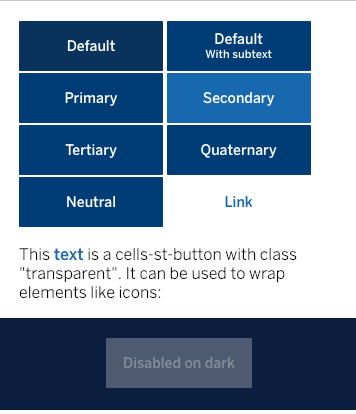 Default
Default
With subtext
Primary
Secondary
Tertiary
Quaternary
Neutral
Link
This text is a cells-st-button with class
"transparent". It can be used to wrap
elements like icons:
Disabled on dark